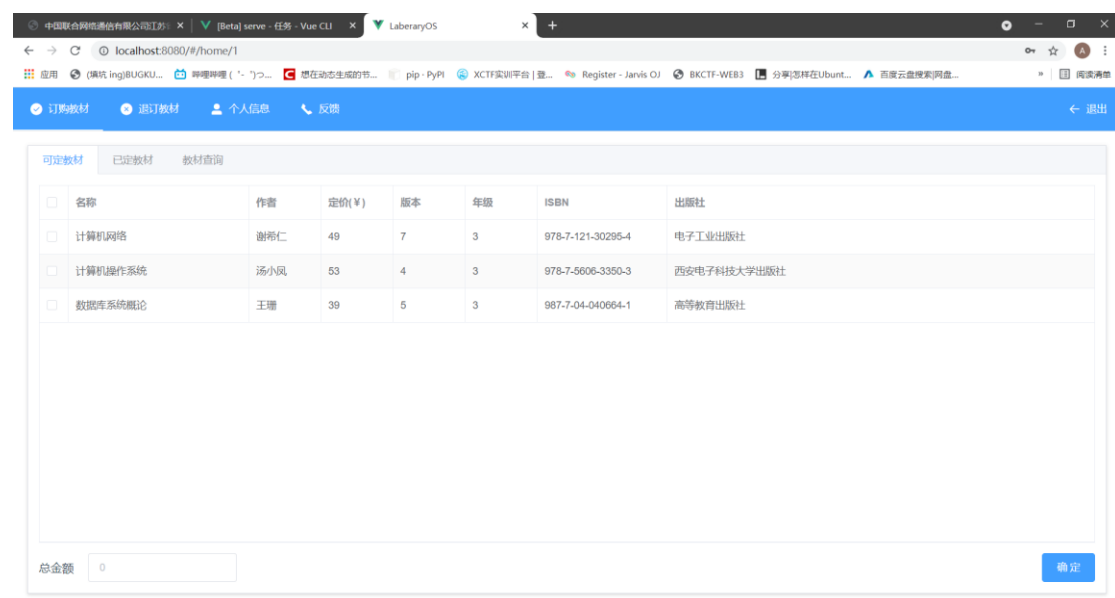 中国联合网络通信有限公司江苏 × [Beta] serve - 任务 - Vue CLI × LaberaryOS × +
localhost:8080/#/home/1
应用 (填坑 ing)BUGKU... 哔哩哔哩 ( ゜- ゜)つ... 想在动态生成的节... pip · PyPI XCTF实训平台 | 登... Register - Jarvis OJ BKCTF-WEB3 分享|怎样在Ubunt... 百度云盘搜索|网盘... » 阅读清单
订购教材 退订教材 个人信息 反馈 退出
可定教材 已定教材 教材查询
名称 作者 定价(¥) 版本 年级 ISBN 出版社
计算机网络 谢希仁 49 7 3 978-7-121-30295-4 电子工业出版社
计算机操作系统 汤小凤 53 4 3 978-7-5606-3350-3 西安电子科技大学出版社
数据库系统概论 王珊 39 5 3 987-7-04-040664-1 高等教育出版社
总金额 0 确定